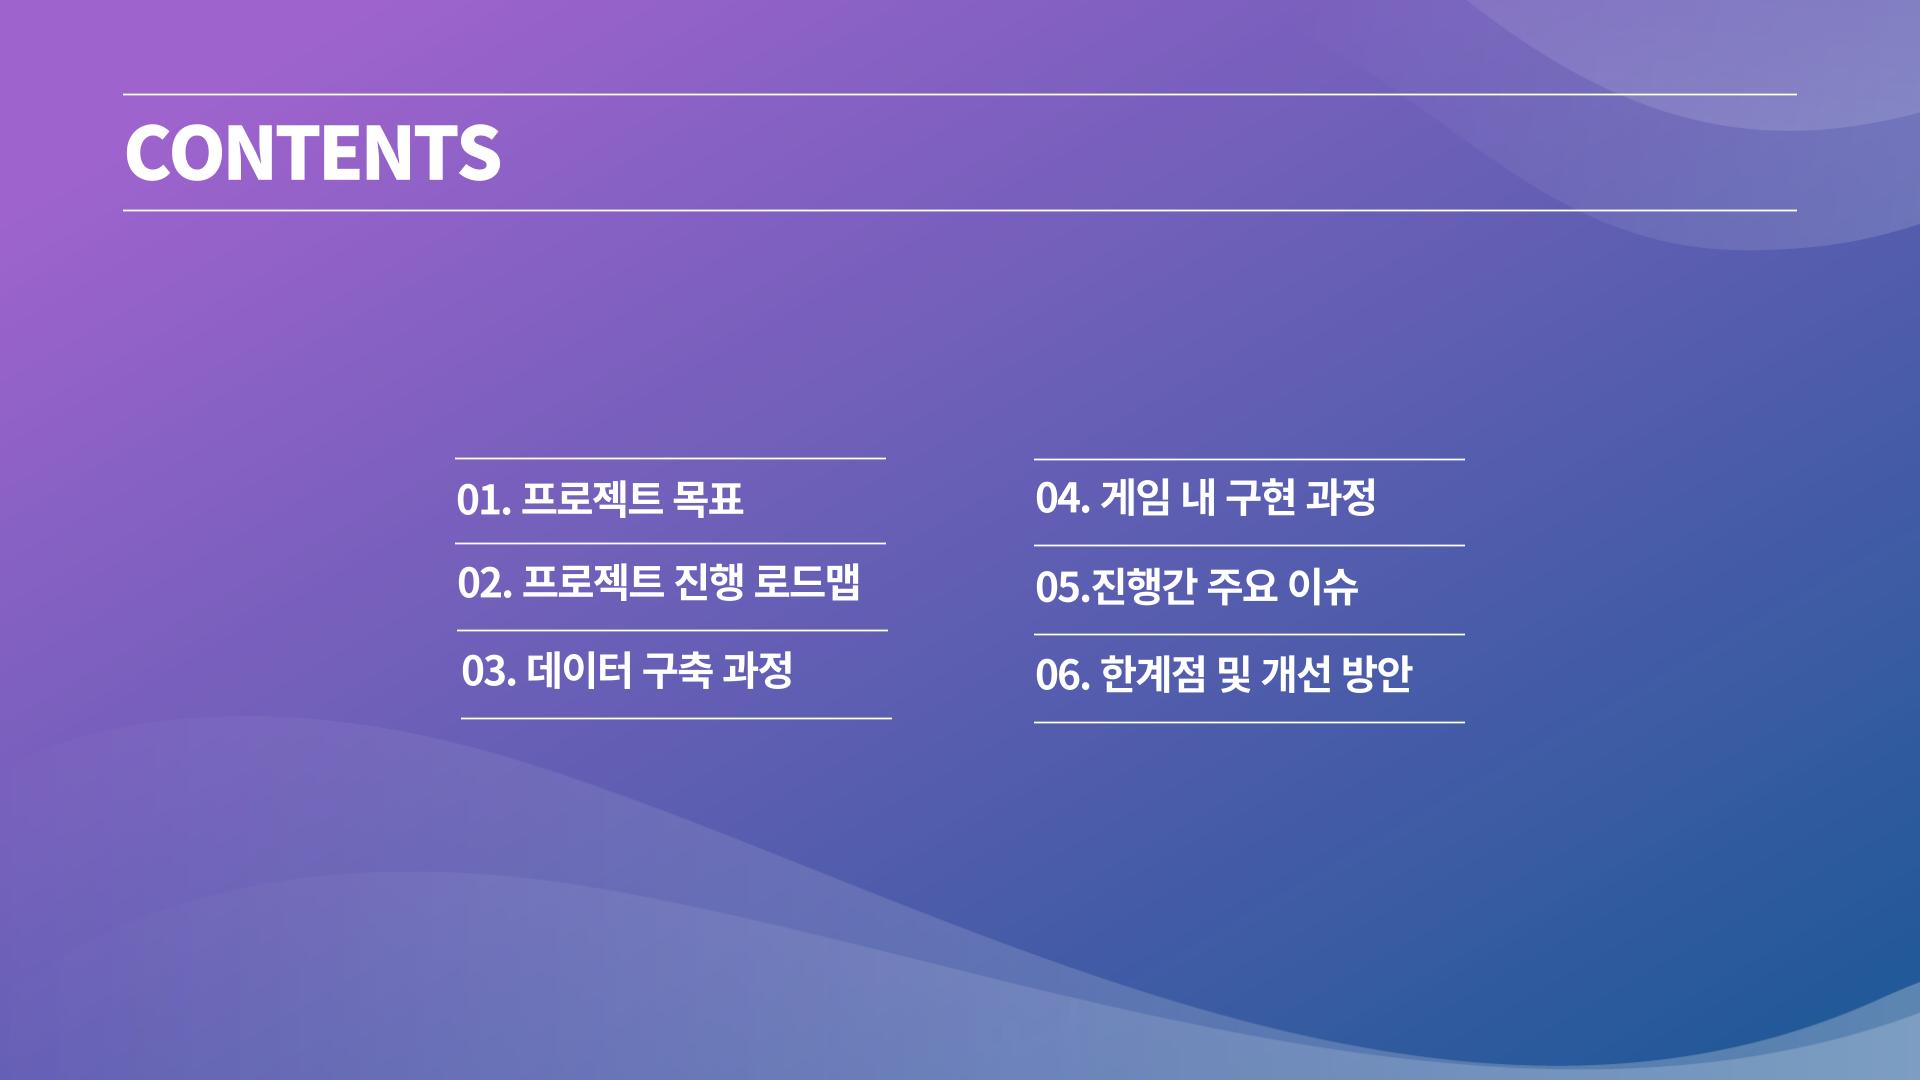 CONTENTS
01. 프로젝트 목표
02. 프로젝트 진행 로드맵
03. 데이터 구축 과정
04. 게임 내 구현 과정
05.진행간 주요 이슈
06. 한계점 및 개선 방안